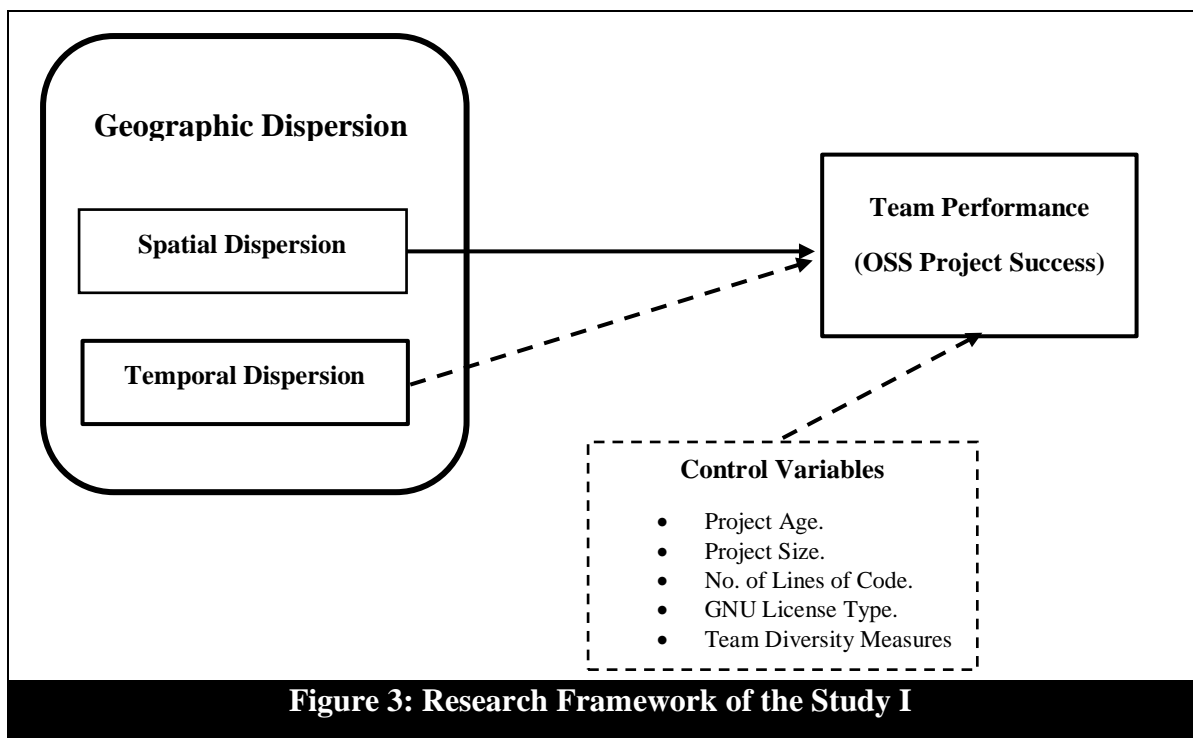 Geographic Dispersion
Spatial Dispersion
Temporal Dispersion
Team Performance
(OSS Project Success)
Control Variables
• Project Age.
• Project Size.
• No. of Lines of Code.
• GNU License Type.
• Team Diversity Measures
Figure 3: Research Framework of the Study I